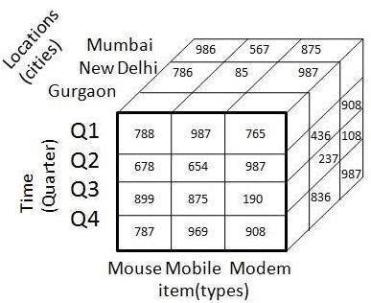 Locations
(cities)
Mumbai 986 567 875
New Delhi 786 85 987
Gurgaon
Time
(Quarter)
Q1 788 987 765
Q2 678 654 987
Q3 899 875 190
Q4 787 969 908
436 908
237 108
836 987
Mouse Mobile Modem
item(types)